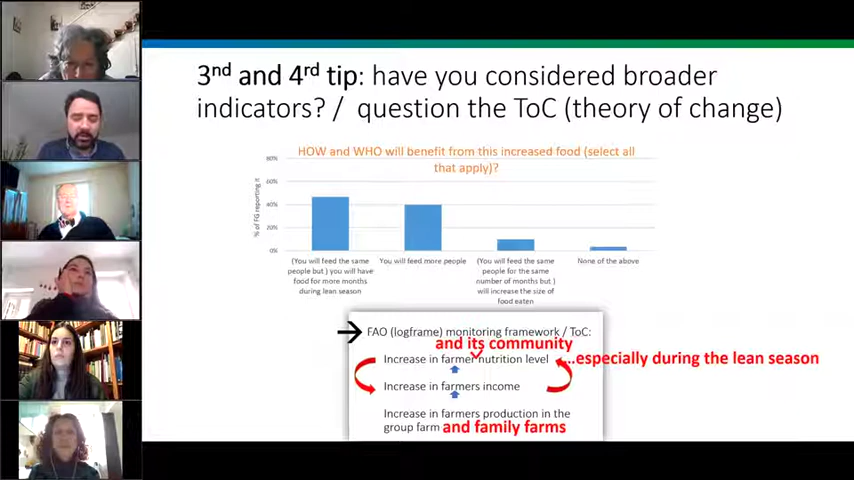 3nd and 4rd tip: have you considered broader
indicators? / question the ToC (theory of change)
HOW and WHO will benefit from this increased food (select all
that apply)?
80%
60%
40%
20%
0%
% of FG reporting it
(You will feed the same
people but ) you will have
food for more months
during lean season
You will feed more people
(You will feed the same
people for the same
number of months but )
will increase the size of
food eaten
None of the above
FAO (logframe) monitoring framework / ToC:
and its community
Increase in farmer nutrition level
...especially during the lean season
Increase in farmers income
Increase in farmers production in the
group farm and family farms